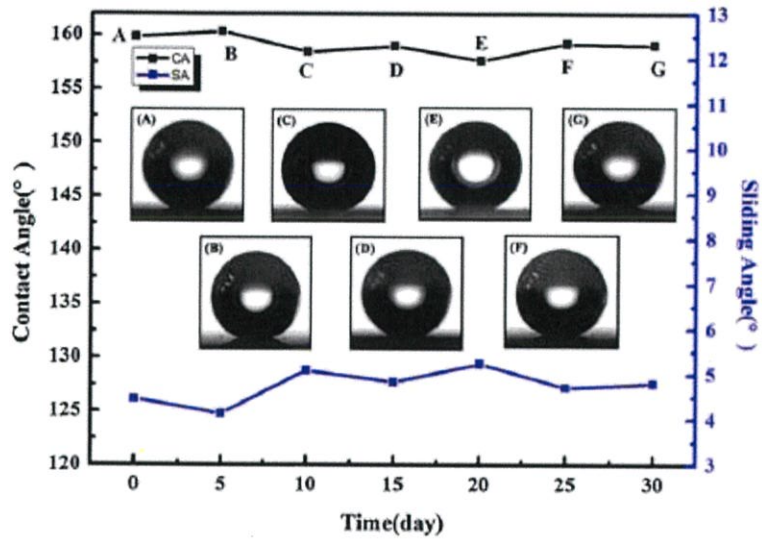 160
155
150
145
140
135
130
125
120
Contact Angle(°)
13
12
11
10
9
8
7
6
5
4
3
Sliding Angle(°)
CA
SA
A
B
C
D
E
F
G
(A)
(C)
(E)
(G)
(B)
(D)
(F)
0 5 10 15 20 25 30
Time(day)